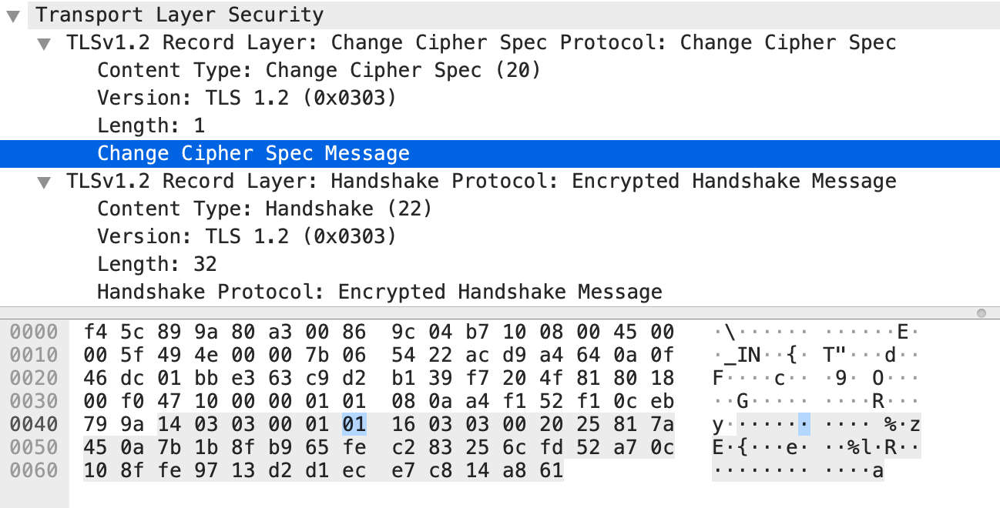 Transport Layer Security
TLSv1.2 Record Layer: Change Cipher Spec Protocol: Change Cipher Spec
Content Type: Change Cipher Spec (20)
Version: TLS 1.2 (0x0303)
Length: 1
Change Cipher Spec Message
TLSv1.2 Record Layer: Handshake Protocol: Encrypted Handshake Message
Content Type: Handshake (22)
Version: TLS 1.2 (0x0303)
Length: 32
Handshake Protocol: Encrypted Handshake Message
0000 f4 5c 89 9a 80 a3 00 86 9c 04 b7 10 08 00 45 00 ·\······ ······E·
0010 00 5f 49 4e 00 00 7b 06 54 22 ac d9 a4 64 0a 0f ·_IN··{· T"···d··
0020 46 dc 01 bb e3 63 c9 d2 b1 39 f7 20 4f 81 80 18 F····c·· ·9· O···
0030 00 f0 47 10 00 00 01 01 08 0a a4 f1 52 f1 0c eb ··G····· ····R···
0040 79 9a 14 03 03 00 01 01 16 03 03 00 20 25 81 7a y······· ···· %·z
0050 45 0a 7b 1b 8f b9 65 fe c2 83 25 6c fd 52 a7 0c E·{···e· ··%l·R··
0060 10 8f fe 97 13 d2 d1 ec e7 c8 14 a8 61 ········ ····a